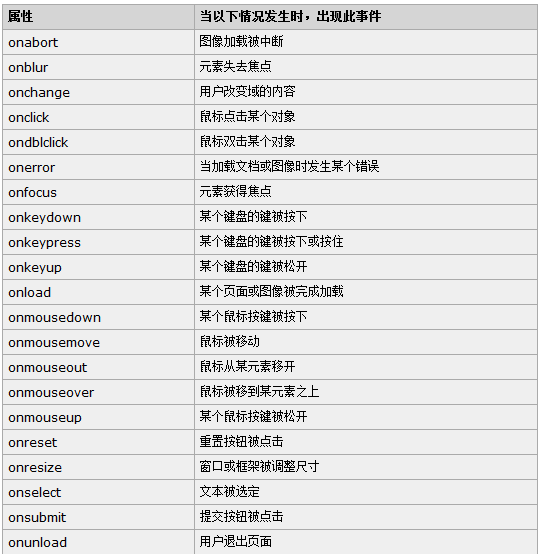 属性 当以下情况发生时，出现此事件
onabort 图像加载被中断
onblur 元素失去焦点
onchange 用户改变域的内容
onclick 鼠标点击某个对象
ondblclick 鼠标双击某个对象
onerror 当加载文档或图像时发生某个错误
onfocus 元素获得焦点
onkeydown 某个键盘的键被按下
onkeypress 某个键盘的键被按下或按住
onkeyup 某个键盘的键被松开
onload 某个页面或图像被完成加载
onmousedown 某个鼠标按键被按下
onmousemove 鼠标被移动
onmouseout 鼠标从某元素移开
onmouseover 鼠标被移到某元素之上
onmouseup 某个鼠标按键被松开
onreset 重置按钮被点击
onresize 窗口或框架被调整尺寸
onselect 文本被选定
onsubmit 提交按钮被点击
onunload 用户退出页面